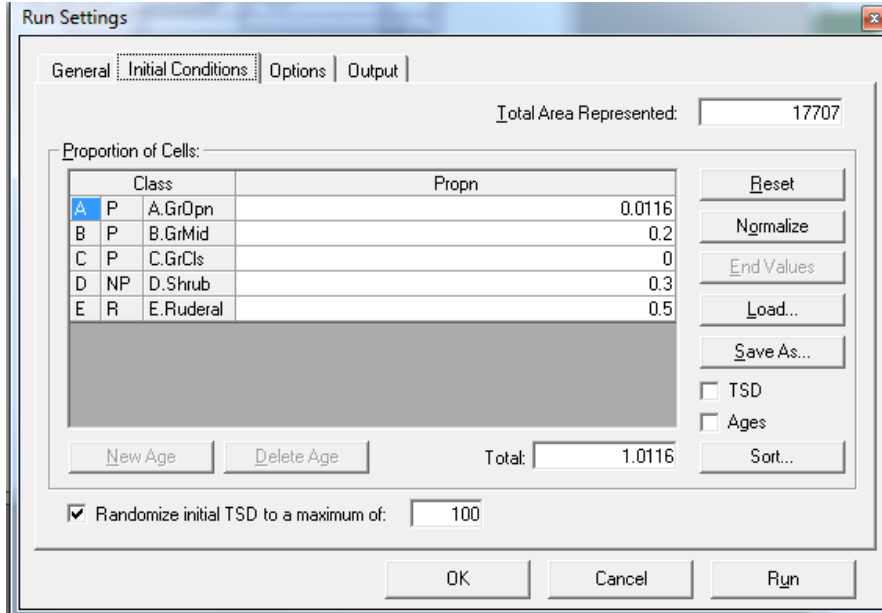 Run Settings
General Initial Conditions Options Output
Total Area Represented: 17707
Proportion of Cells:
Class Propn
A P A.GrOpn 0.0116
B P B.GrMid 0.2
C P C.GrCls 0
D NP D.Shrub 0.3
E R E.Ruderal 0.5
Reset
Normalize
End Values
Load...
Save As...
TSD
Ages
New Age Delete Age Total: 1.0116 Sort...
Randomize initial TSD to a maximum of: 100
OK Cancel Run